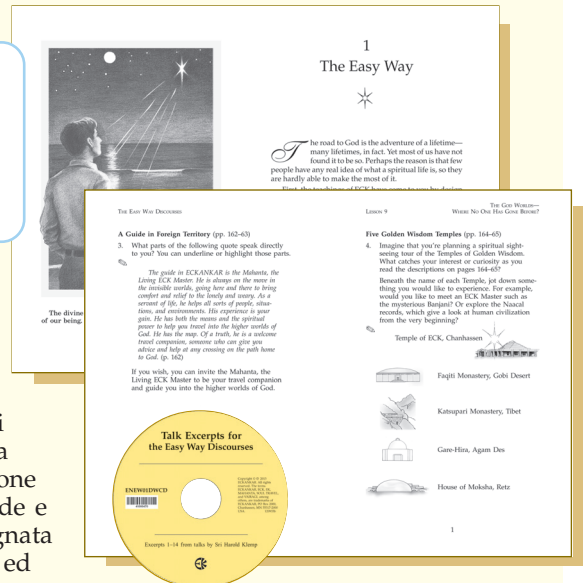 1
The Easy Way
The road to God is the adventure of a lifetime—
many lifetimes, in fact. Yet most of us have not
found it to be so. Perhaps the reason is that few
people have any real idea of what a spiritual life is, so they
are hardly able to make the most of it.
First, the teachings of ECK have come to you by design
The divine
of our being.
THE EASY WAY DISCOURSES
A Guide in Foreign Territory (pp. 162–63)
3. What parts of the following quote speak directly
to you? You can underline or highlight those parts.
The guide in ECKANKAR is the Mahanta, the
Living ECK Master. He is always on the move in
the invisible worlds, going here and there to bring
comfort and relief to the lonely and weary. As a
servant of life, he helps all sorts of people, situa-
tions, and environments. His experience is your
gain. He has both the means and the spiritual
power to help you travel into the higher worlds of
God. He has the map. Of a truth, he is a welcome
travel companion, someone who can give you
advice and help at any crossing on the path home
to God. (p. 162)
If you wish, you can invite the Mahanta, the
Living ECK Master to be your travel companion
and guide you into the higher worlds of God.
LESSON 9
THE GOD WORLDS—
WHERE NO ONE HAS GONE BEFORE?
Five Golden Wisdom Temples (pp. 164–65)
4. Imagine that you're planning a spiritual sight-
seeing tour of the Temples of Golden Wisdom.
What catches your interest or curiosity as you
read the descriptions on pages 164–65?
Beneath the name of each Temple, jot down some-
thing you would like to experience. For example,
would you like to meet an ECK Master such as
the mysterious Banjani? Or explore the Naacal
records, which give a look at human civilization
from the very beginning?
Temple of ECK, Chanhassen
Faqiti Monastery, Gobi Desert
Katsupari Monastery, Tibet
Gare-Hira, Agam Des
House of Moksha, Retz
1
Talk Excerpts for
the Easy Way Discourses
ENEW01DWCD
Excerpts 1–14 from talks by Sri Harold Klemp
i
a
one
de e
gnata
ed